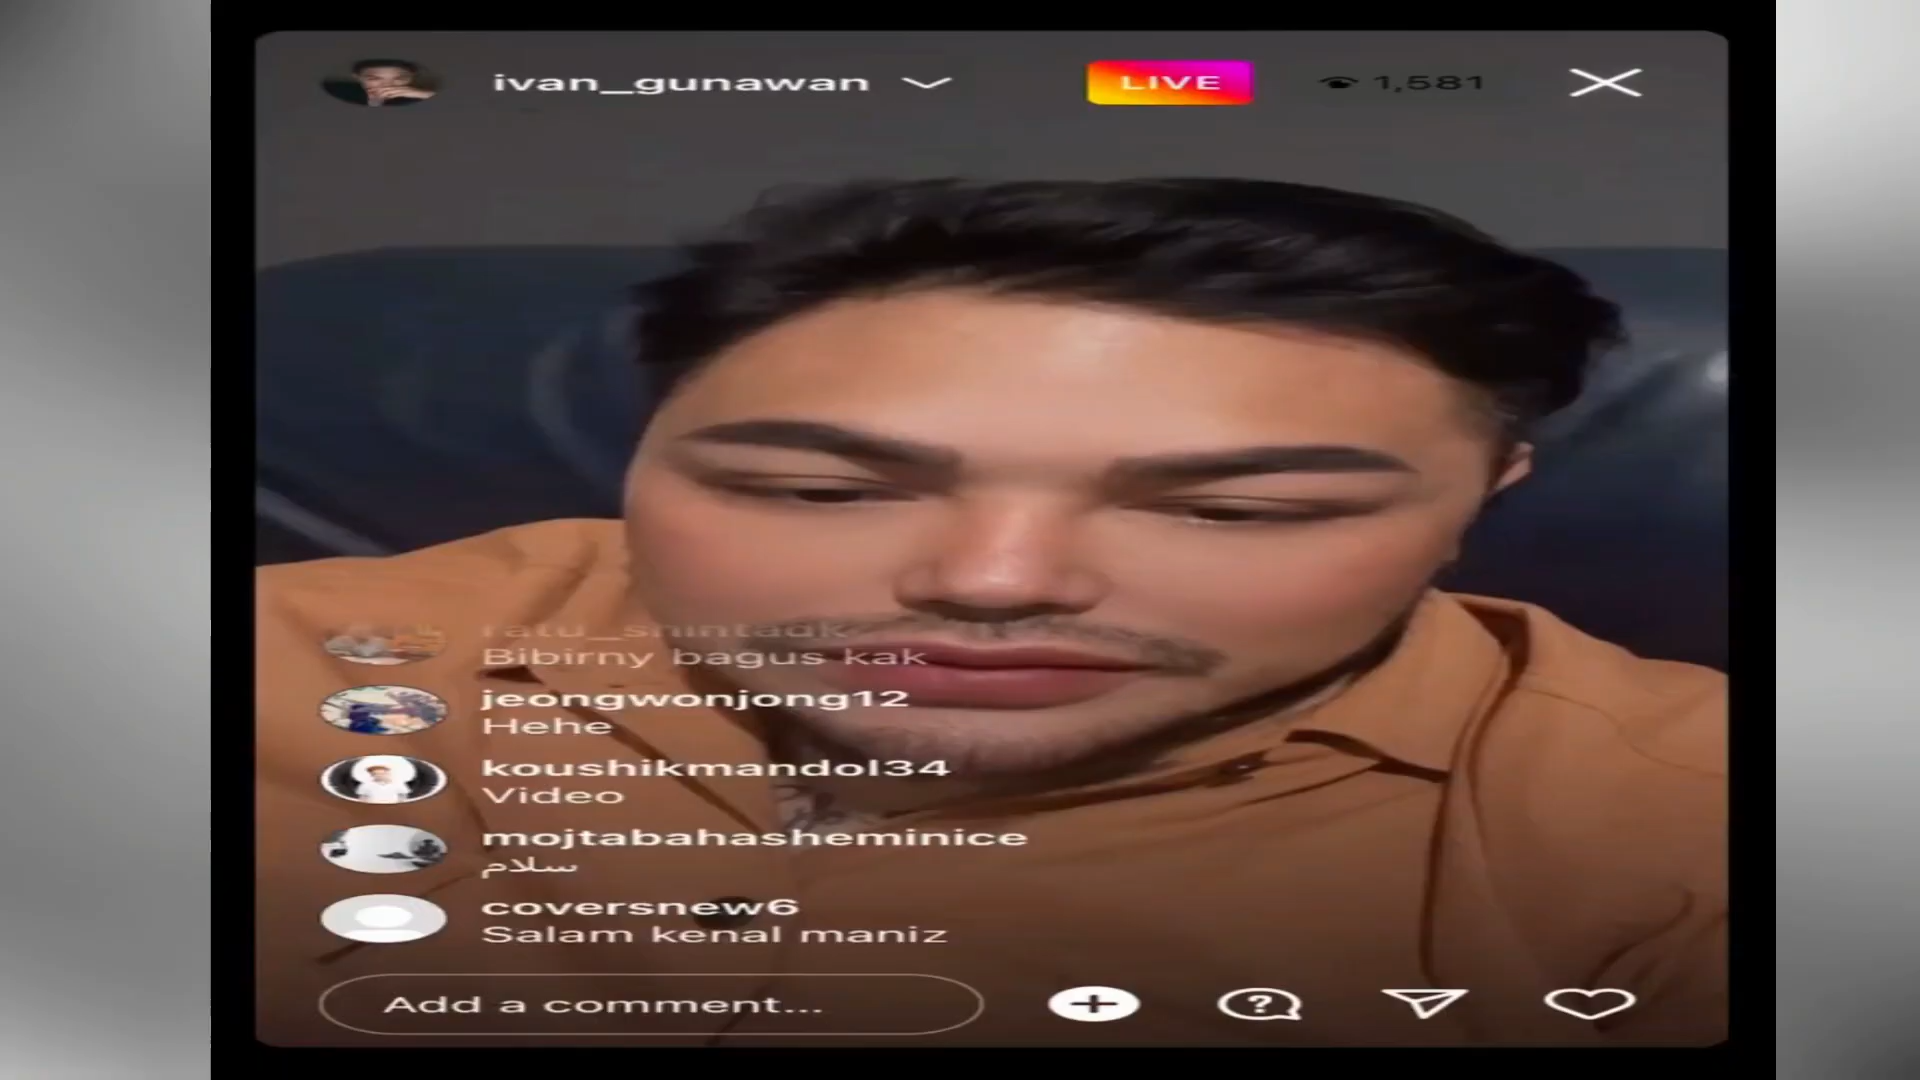 ivan_gunawan
LIVE
1,581
ratu_shintadk
Bibirny bagus kak
jeongwonjong12
Hehe
koushikmandol34
Video
mojtabahasheminice
سلام
coversnew6
Salam kenal maniz
Add a comment...